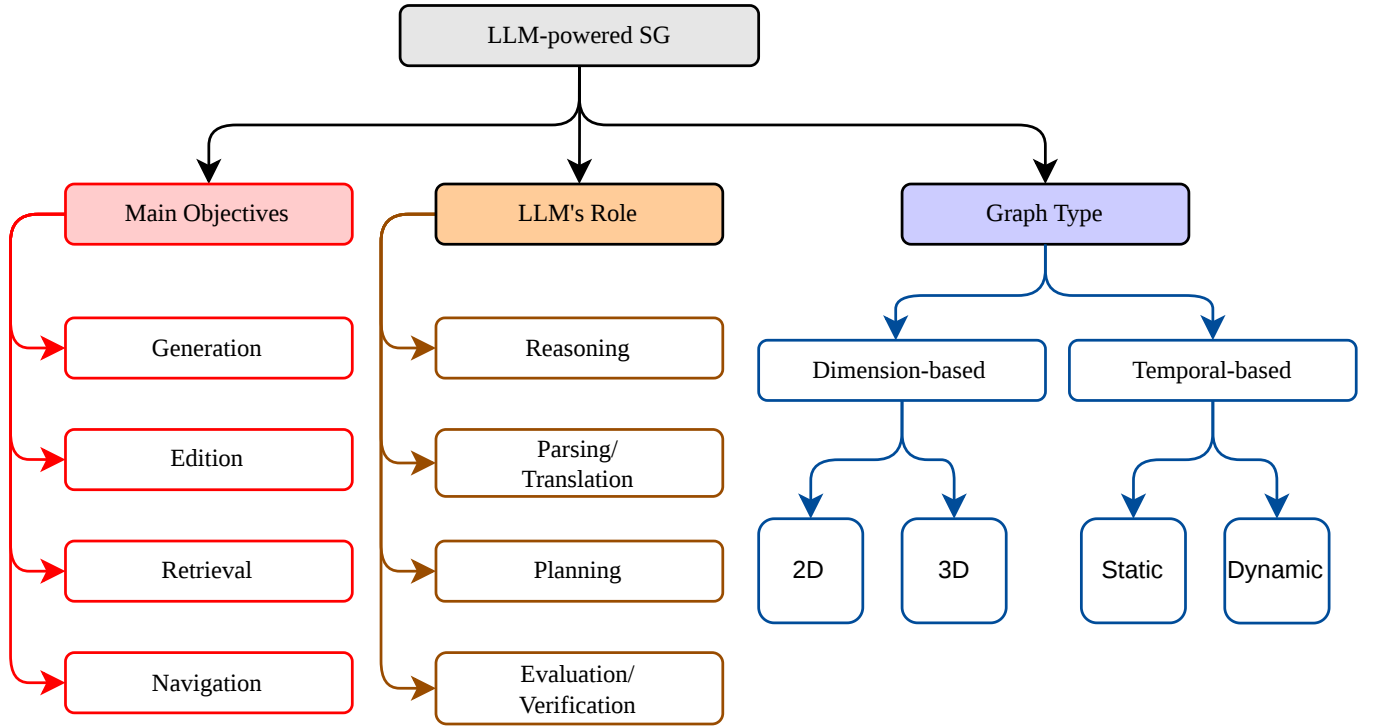 LLM-powered SG
Main Objectives
LLM's Role
Graph Type
Generation
Edition
Retrieval
Navigation
Reasoning
Parsing/
Translation
Planning
Evaluation/
Verification
Dimension-based
Temporal-based
2D
3D
Static
Dynamic